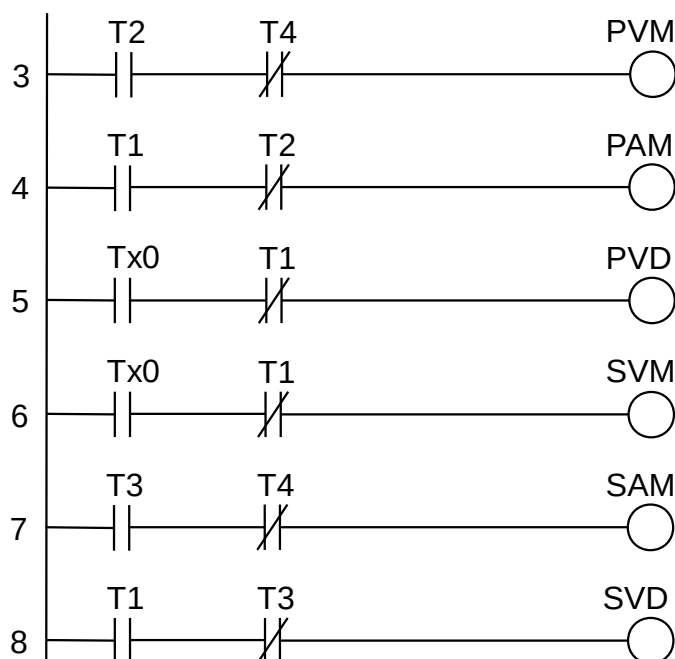 T2 T4 PVM
3
T1 T2 PAM
4
Tx0 T1 PVD
5
Tx0 T1 SVM
6
T3 T4 SAM
7
T1 T3 SVD
8